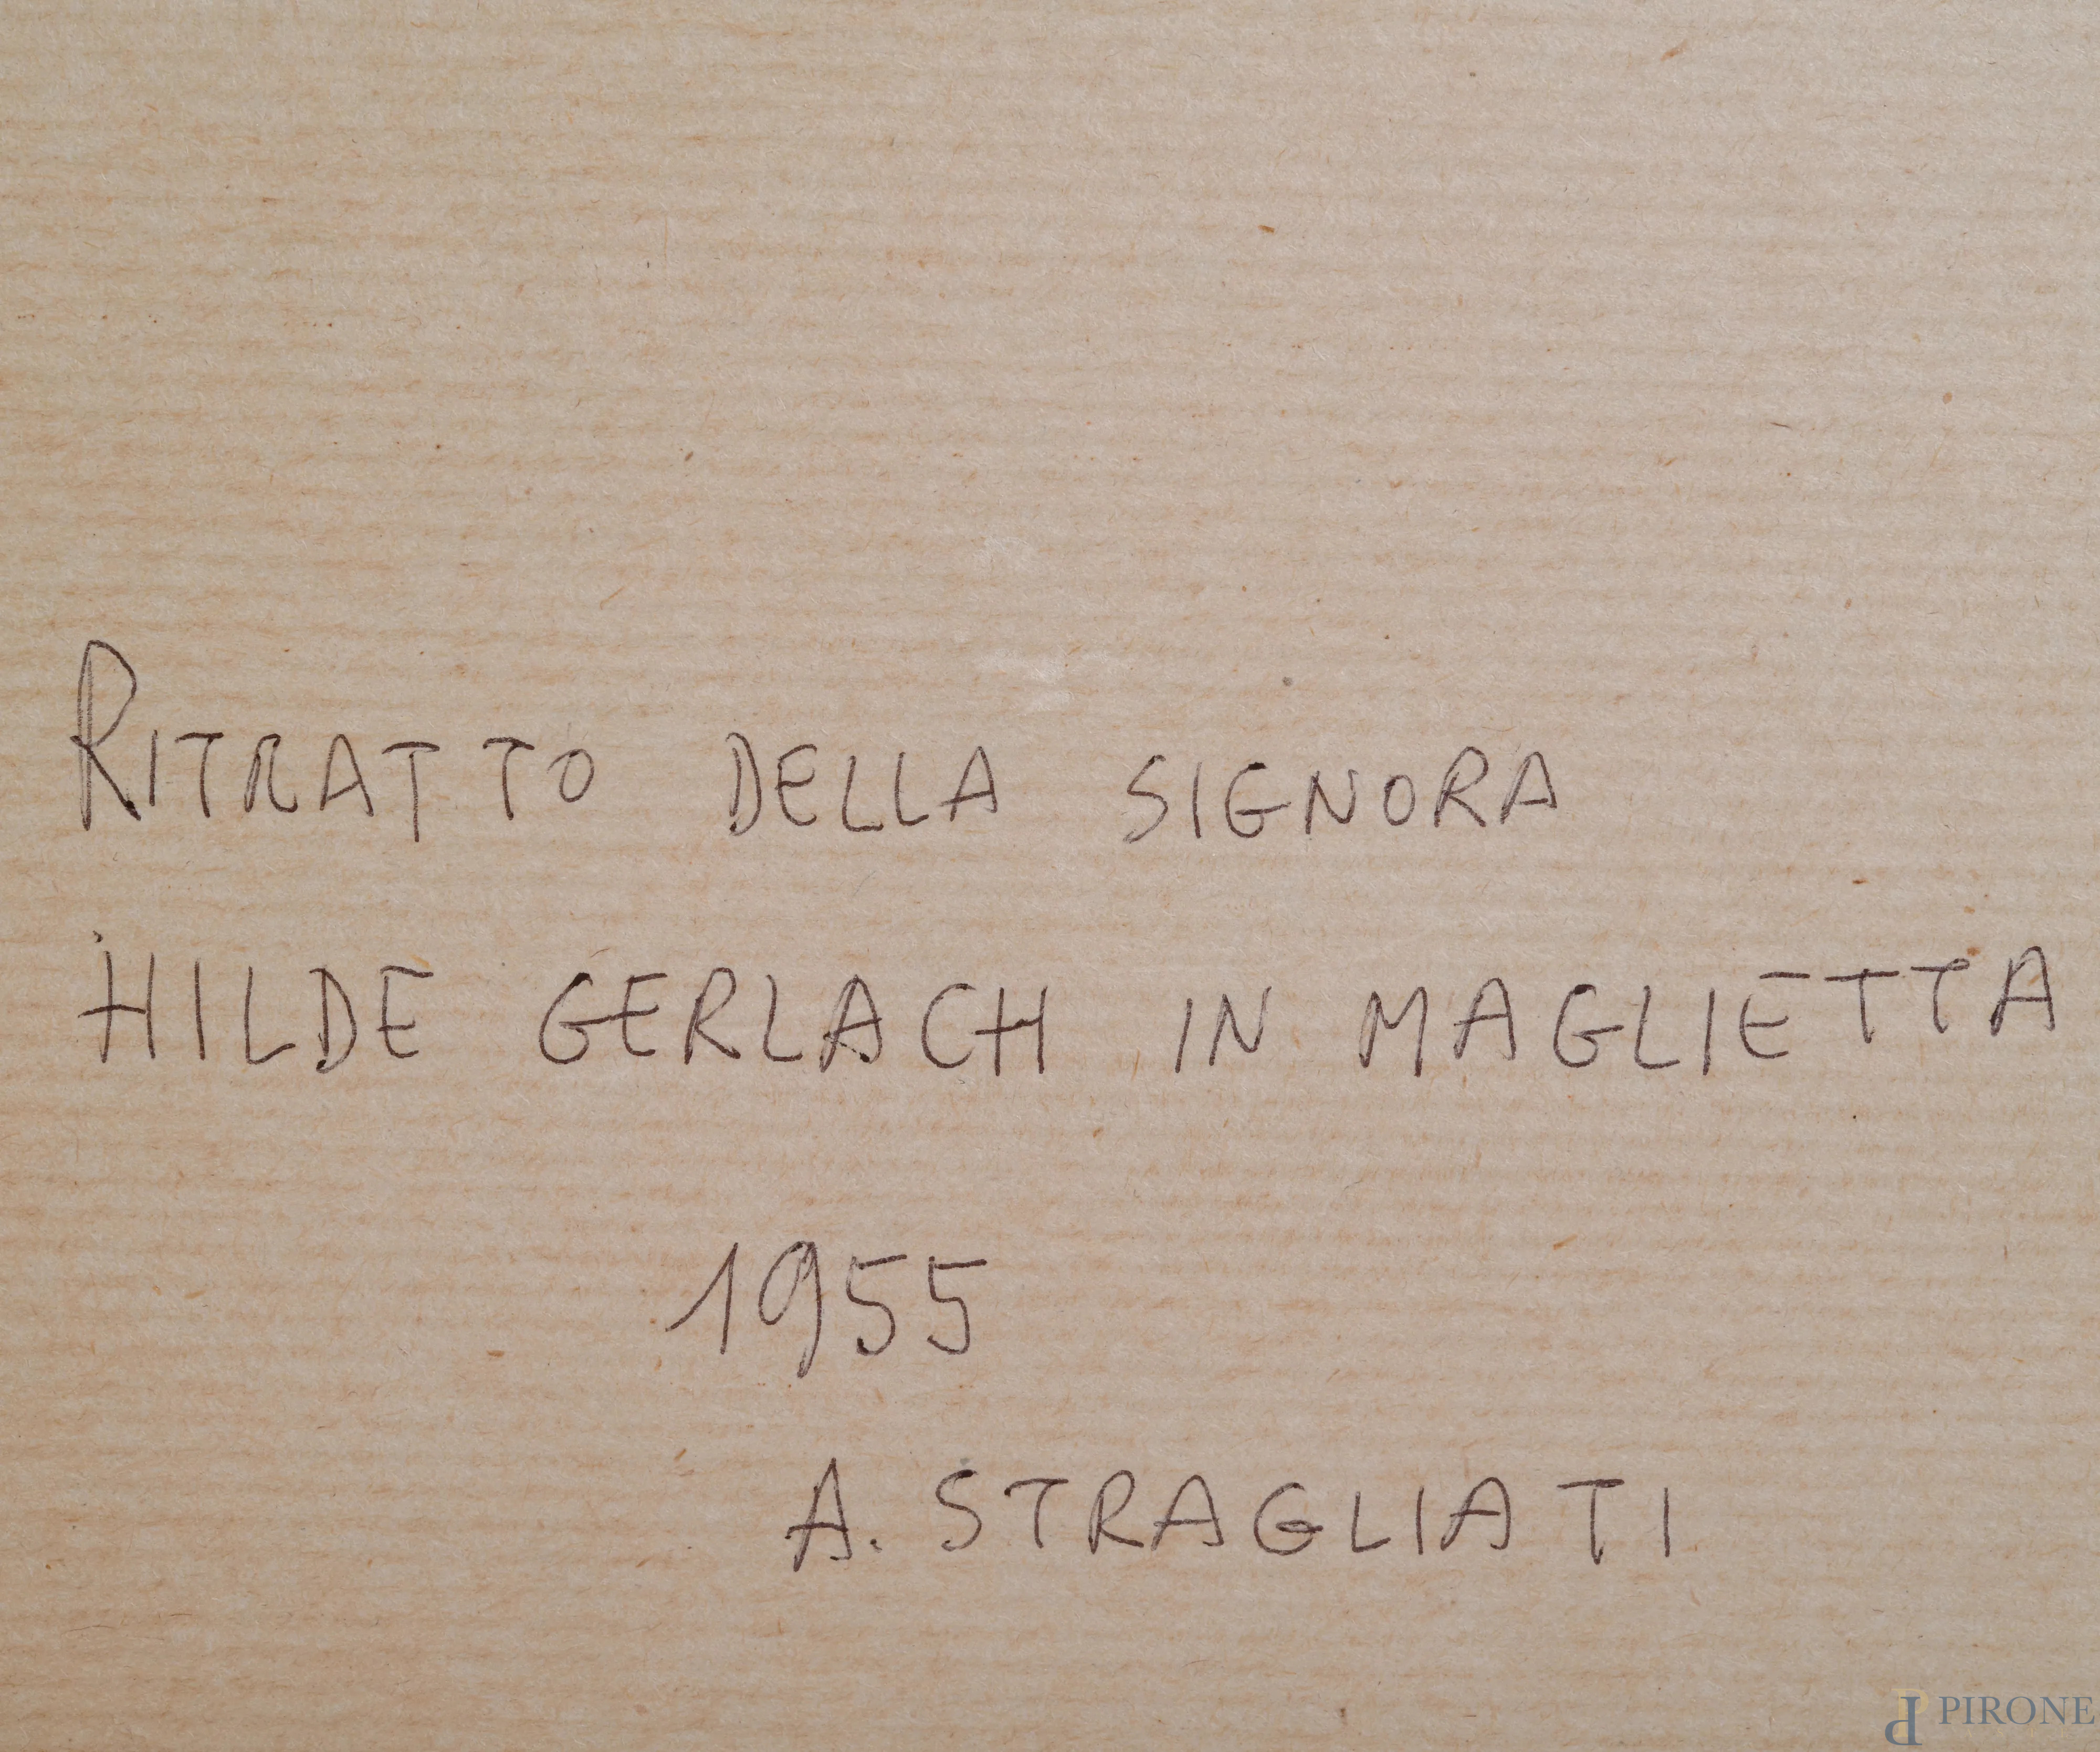 RITRATTO DELLA SIGNORA
HILDE GERLACH IN MAGLIETTA
1955
A. STRAGLIATI
PIRONE